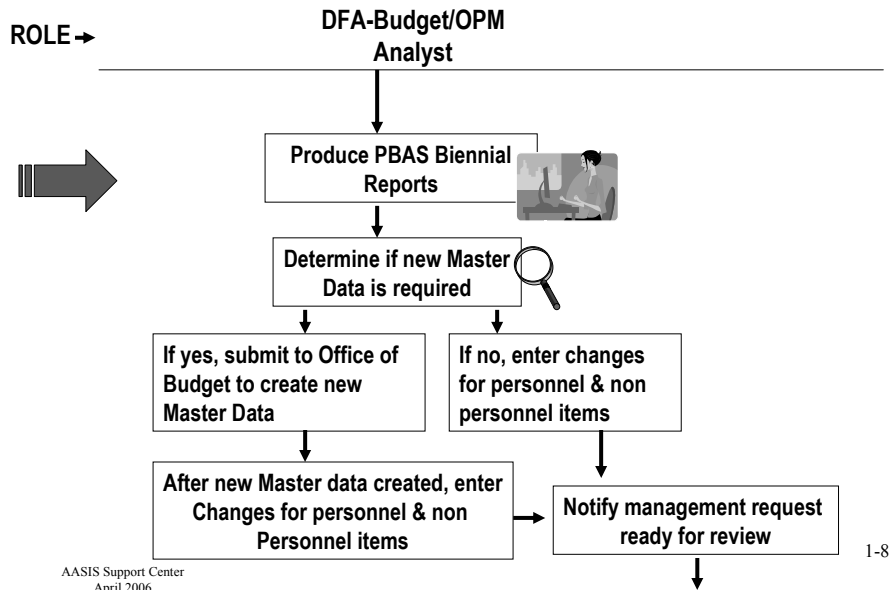 ROLE
DFA-Budget/OPM
Analyst
Produce PBAS Biennial
Reports
Determine if new Master
Data is required
If yes, submit to Office of
Budget to create new
Master Data
If no, enter changes
for personnel & non
personnel items
After new Master data created, enter
Changes for personnel & non
Personnel items
Notify management request
ready for review
1-8
AASIS Support Center
April 2006